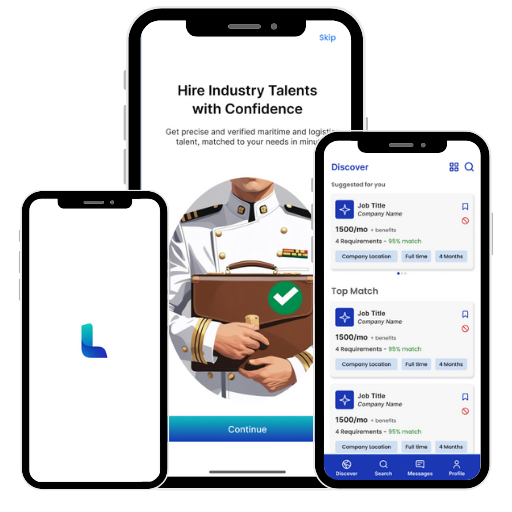 Skip
Hire Industry Talents
with Confidence
Get precise and verified maritime and
talent, matched to your needs in
Continue
Discover
Suggested for you
Job Title
Company Name
1500/mo + benefits
4 Requirements - 95% match
Company Location Full time 4 Months
Top Match
Job Title
Company Name
1500/mo + benefits
4 Requirements - 95% match
Company Location Full time 4 Months
Job Title
Company Name
1500/mo + benefits
4 Requirements - 95% match
Company Location Full time 4 Months
Discover Search Messages Profile